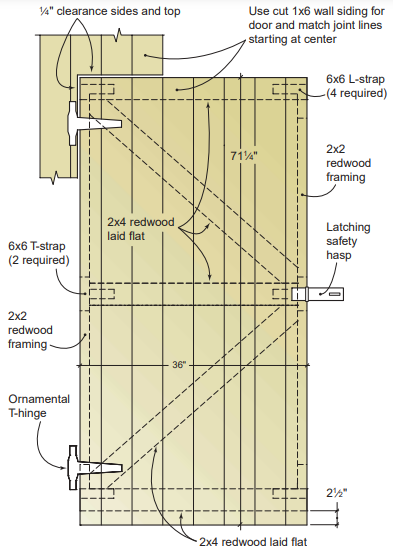 ¼" clearance sides and top
Use cut 1x6 wall siding for
door and match joint lines
starting at center
6x6 L-strap
(4 required)
71¼"
2x2
redwood
framing
2x4 redwood
laid flat
Latching
safety
hasp
6x6 T-strap
(2 required)
2x2
redwood
framing
36"
Ornamental
T-hinge
2½"
2x4 redwood laid flat